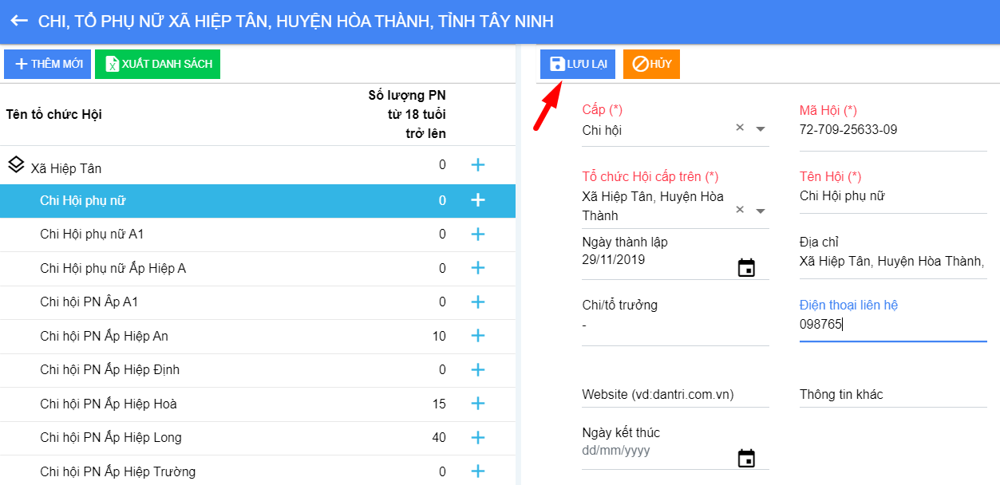 CHI, TỔ PHỤ NỮ XÃ HIỆP TÂN, HUYỆN HÒA THÀNH, TỈNH TÂY NINH
THÊM MỚI
XUẤT DANH SÁCH
Tên tổ chức Hội
Số lượng PN
từ 18 tuổi
trở lên
Xã Hiệp Tân 0
Chi Hội phụ nữ 0
Chi Hội phụ nữ A1 0
Chi Hội phụ nữ Ấp Hiệp A 0
Chi hội PN Âp A1 0
Chi hội PN Ấp Hiệp An 10
Chi hội PN Ấp Hiệp Định 0
Chi hội PN Ấp Hiệp Hoà 15
Chi hội PN Ấp Hiệp Long 40
Chi hội PN Ấp Hiệp Trường 0
LƯU LẠI
HỦY
Cấp (*)
Chi hội
Mã Hội (*)
72-709-25633-09
Tổ chức Hội cấp trên (*)
Xã Hiệp Tân, Huyện Hòa
Thành
Tên Hội (*)
Chi Hội phụ nữ
Ngày thành lập
29/11/2019
Địa chỉ
Xã Hiệp Tân, Huyện Hòa Thành,
Chi/tổ trưởng
-
Điện thoại liên hệ
098765
Website (vd:dantri.com.vn)
Thông tin khác
Ngày kết thúc
dd/mm/yyyy